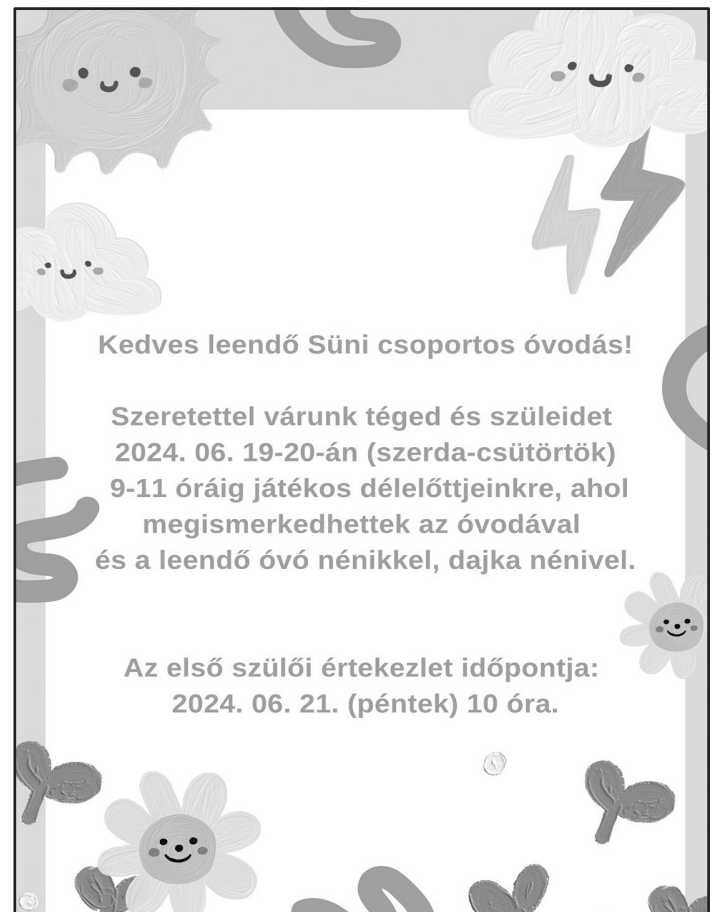 Kedves leendő Süni csoportos óvodás!
Szeretettel várunk téged és szüleidet
2024. 06. 19-20-án (szerda-csütörtök)
9-11 óráig játékos délelőttjeinkre, ahol
megismerkedhettek az óvodával
és a leendő óvó nénikkel, dajka nénivel.
Az első szülői értekezlet időpontja:
2024. 06. 21. (péntek) 10 óra.